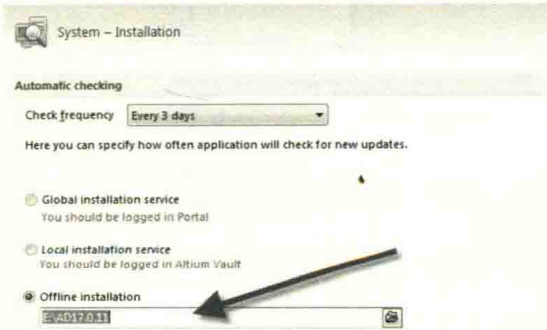 System – Installation
Automatic checking
Check frequency Every 3 days
Here you can specify how often application will check for new updates.
Global installation service
You should be logged in Portal
Local installation service
You should be logged in Altium Vault
Offline installation
E:\AD17.0.11